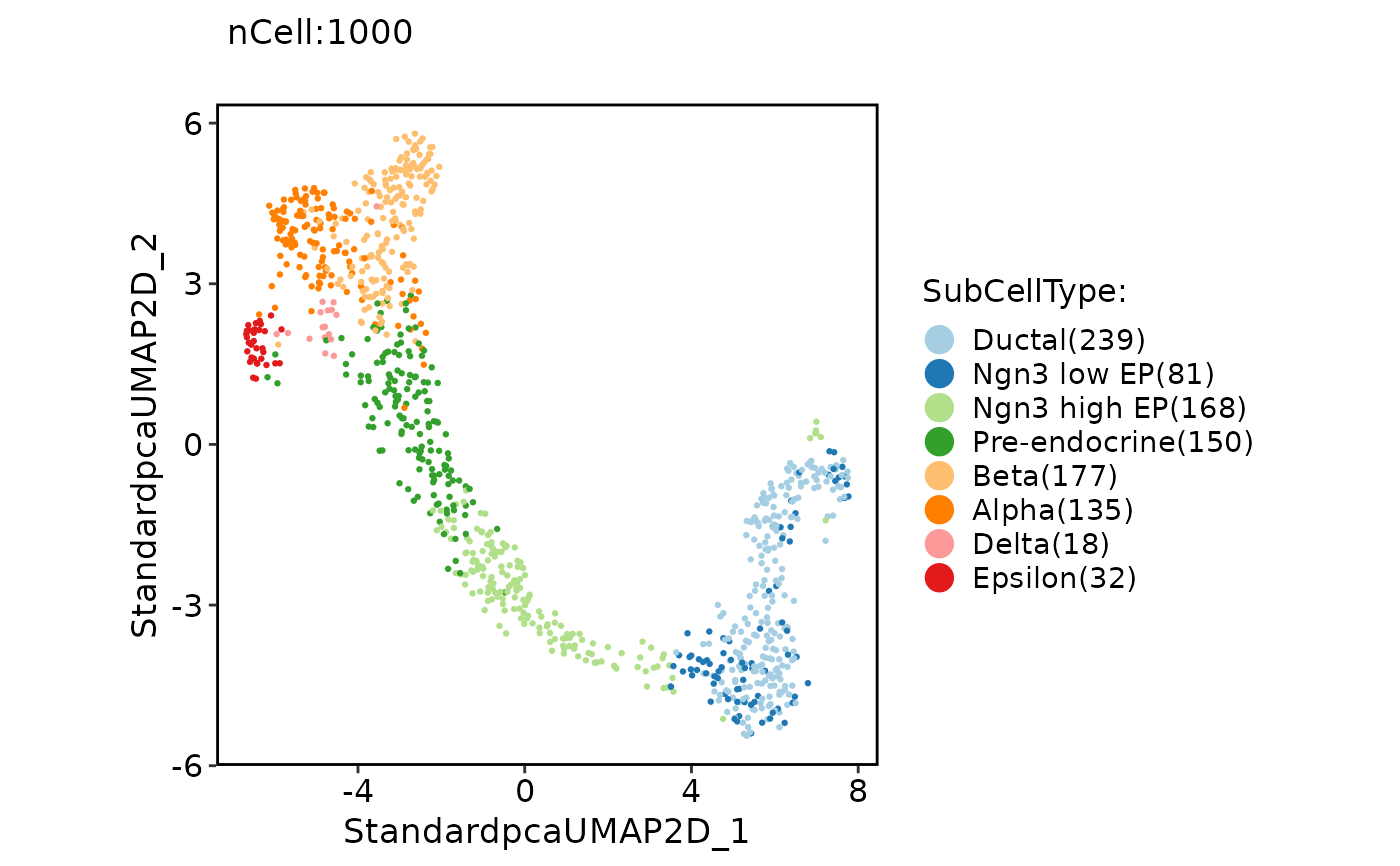 nCell:1000
6
3
0
-3
-6
StandardpcaUMAP2D_2
-4
0
4
8
StandardpcaUMAP2D_1
SubCellType:
Ductal(239)
Ngn3 low EP(81)
Ngn3 high EP(168)
Pre-endocrine(150)
Beta(177)
Alpha(135)
Delta(18)
Epsilon(32)